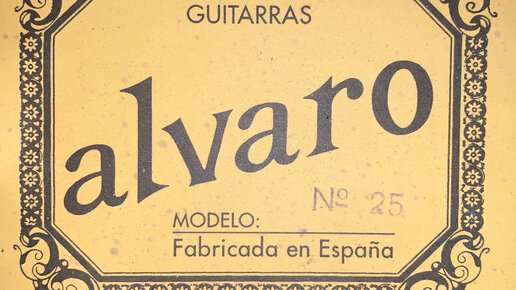 GUITARRAS
alvaro
Nº 25
MODELO:
Fabricada en España